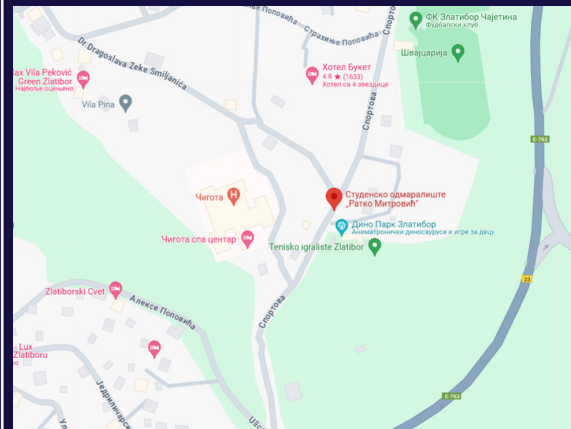 ФК Златибор Чајетина
Фудбалски клуб
Страхиње Поповића
Спортова
Dr Dragoslava Zeke Smiljanića
Швајцарија
Хотел Букет
4.8 ★ (1633)
Хотел са 4 звездице
Vila Peković
Green Zlatibor
Најбоље оцењено
Vila Pina
Спортова
E-763
Чигота
Студенско одмаралиште
„Ратко Митровић“
Дино Парк Златибор
Аниматронички диносауруси и игре за децу
Чигота спа центар
Tenisko igraliste Zlatibor
23
Zlatiborski Cvet
Алексе Поповића
Спортова
Lux
Zlatiboru
E-763